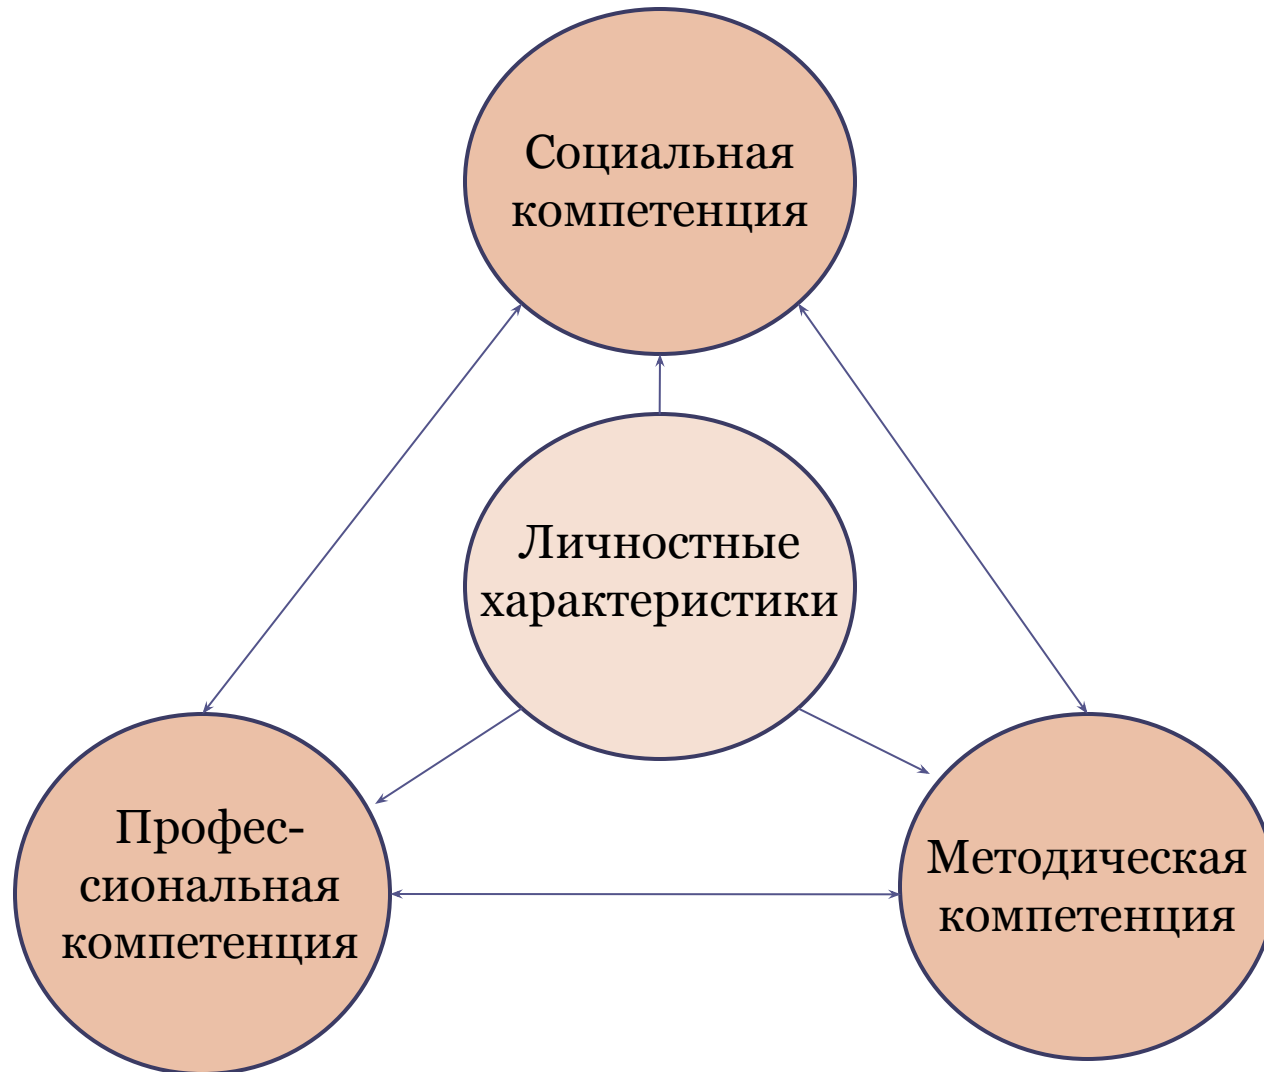 Социальная
компетенция
Личностные
характеристики
Профес-
сиональная
компетенция
Методическая
компетенция